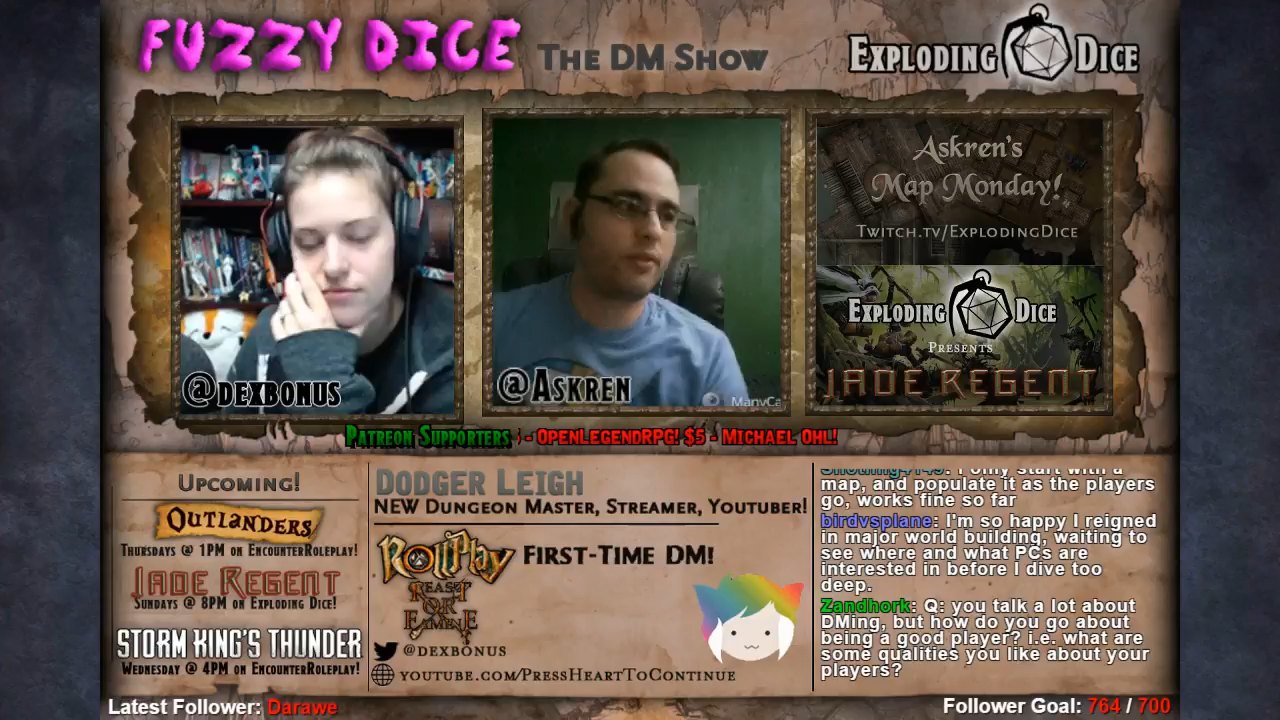 FUZZY DICE THE DM SHOW
EXPLODING DICE
@DEXBONUS
@ASKREN
ManyCa
Askren's
Map Monday!
TWITCH.TV/EXPLODINGDICE
EXPLODING DICE
PRESENTS
JADE REGENT
PATREON SUPPORTERS - OPENLEGENDRPG! $5 - MICHAEL OHL!
UPCOMING!
OUTLANDERS
THURSDAYS @ 1PM ON ENCOUNTERROLEPLAY!
JADE REGENT
SUNDAYS @ 8PM ON EXPLODING DICE!
STORM KING'S THUNDER
WEDNESDAY @ 4PM ON ENCOUNTERROLEPLAY!
DODGER LEIGH
NEW DUNGEON MASTER, STREAMER, YOUTUBER!
ROLLPLAY FIRST-TIME DM!
FEAST
OR
FAMINE
@DEXBONUS
YOUTUBE.COM/PRESSHEARTTOCONTINUE
I only start with a
map, and populate it as the players
go, works fine so far
birdvsplane: I'm so happy I reigned
in major world building, waiting to
see where and what PCs are
interested in before I dive too
deep.
Zandhork: Q: you talk a lot about
DMing, but how do you go about
being a good player? i.e. what are
some qualities you like about your
players?
Latest Follower: Darawe
Follower Goal: 764 / 700